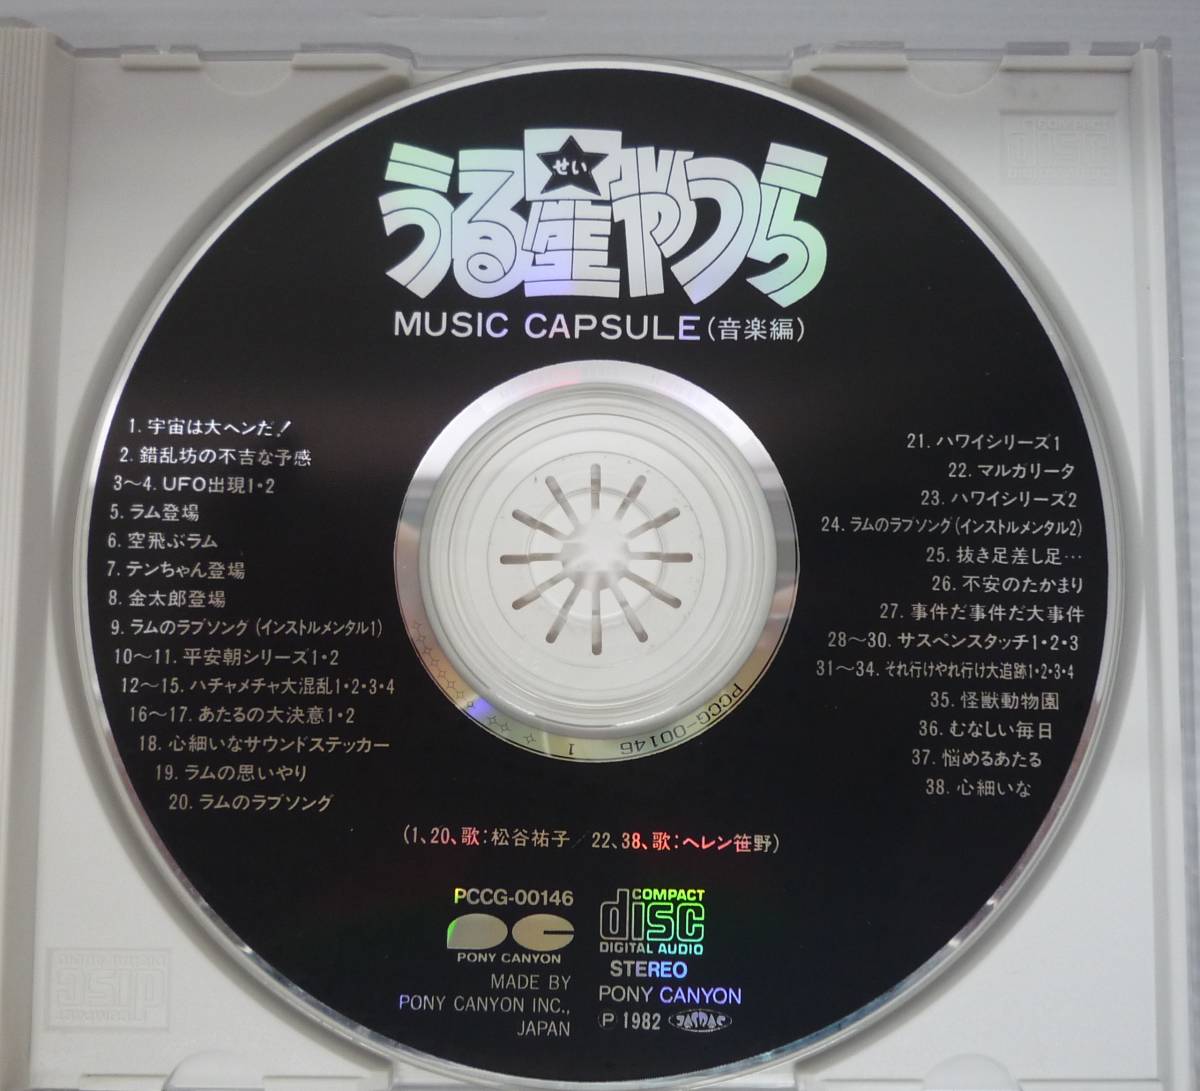 うる星やつら
せい
MUSIC CAPSULE(音楽編)
1. 宇宙は大ヘンだ!
2. 錯乱坊の不吉な予感
3〜4. UFO出現1・2
5. ラム登場
6. 空飛ぶラム
7. テンちゃん登場
8. 金太郎登場
9. ラムのラブソング(インストルメンタル1)
10〜11. 平安朝シリーズ1・2
12〜15. ハチャメチャ大混乱1・2・3・4
16〜17. あたるの大決意1・2
18. 心細いなサウンドステッカー
19. ラムの思いやり
20. ラムのラブソング
21. ハワイシリーズ1
22. マルカリータ
23. ハワイシリーズ2
24. ラムのラブソング(インストルメンタル2)
25. 抜き足差し足…
26. 不安のたかまり
27. 事件だ事件だ大事件
28〜30. サスペンスタッチ1・2・3
31〜34. それ行けやれ行け大追跡1・2・3・4
35. 怪獣動物園
36. むなしい毎日
37. 悩めるあたる
38. 心細いな
(1、20、歌:松谷祐子/22、38、歌:ヘレン笹野)
PCCG-00146 1
PCCG-00146
PONY CANYON
MADE BY
PONY CANYON INC.,
JAPAN
COMPACT
disc
DIGITAL AUDIO
STEREO
PONY CANYON
Ⓟ 1982 JASRAC